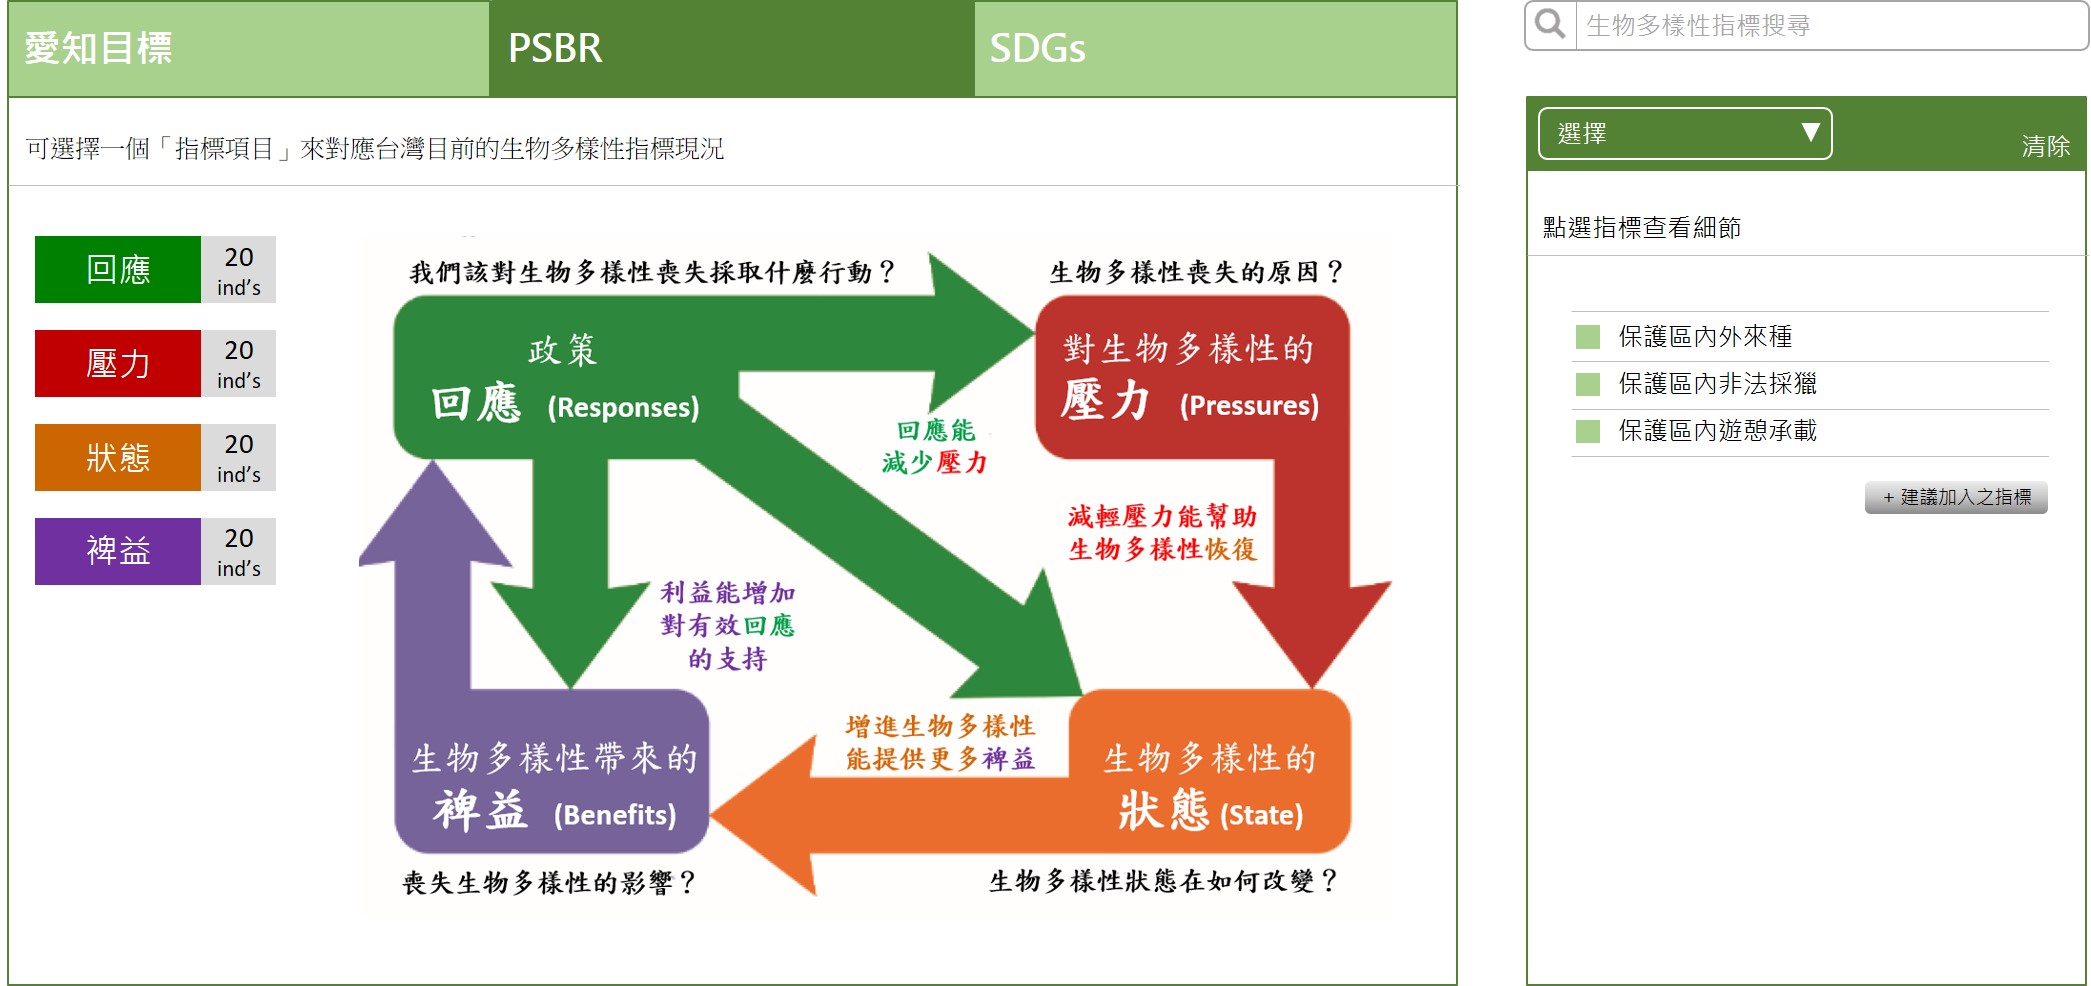 愛知目標
PSBR
SDGs
生物多樣性指標搜尋
可選擇一個「指標項目」來對應台灣目前的生物多樣性指標現況
選擇
▼
清除
點選指標查看細節
保護區內外來種
保護區內非法採獵
保護區內遊憩承載
+ 建議加入之指標
回應
20
ind’s
壓力
20
ind’s
狀態
20
ind’s
裨益
20
ind’s
我們該對生物多樣性喪失採取什麼行動？
生物多樣性喪失的原因？
政策
回應 (Responses)
對生物多樣性的
壓力 (Pressures)
回應能
減少壓力
減輕壓力能幫助
生物多樣性恢復
利益能增加
對有效回應
的支持
增進生物多樣性
能提供更多裨益
生物多樣性帶來的
裨益 (Benefits)
生物多樣性的
狀態 (State)
喪失生物多樣性的影響？
生物多樣性狀態在如何改變？